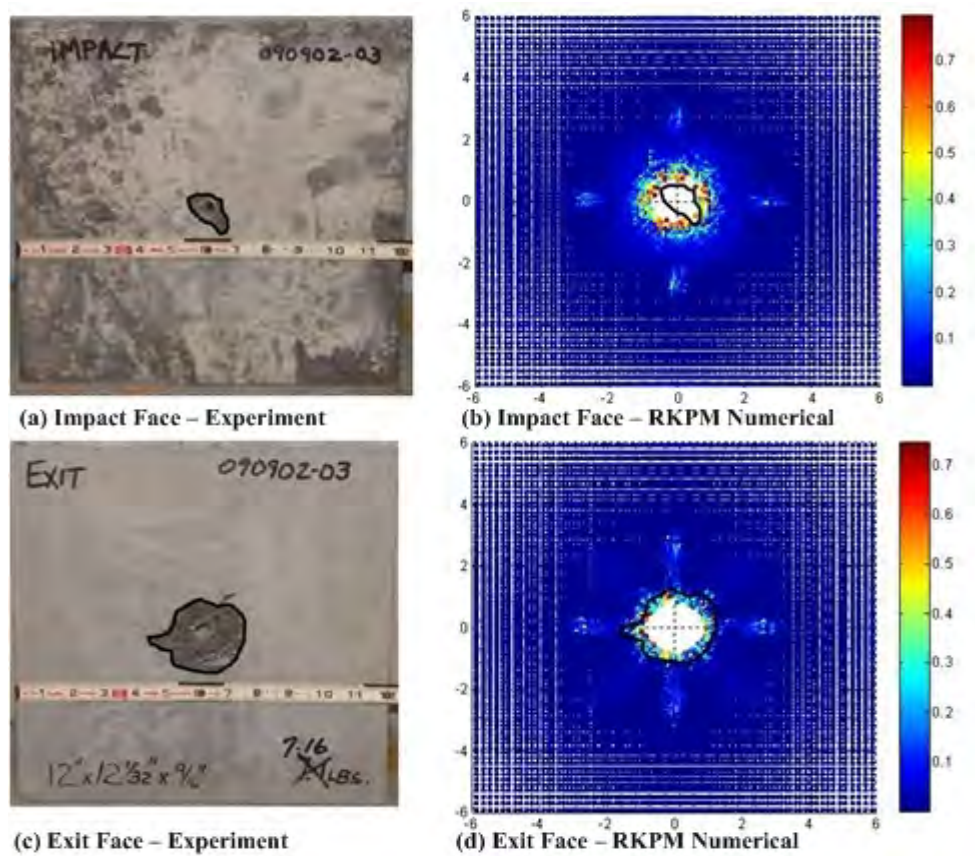 IMPACT 090902-03
1 2 3 4 5 6 7 8 9 10 11
(a) Impact Face – Experiment
6
4
2
0
-2
-4
-6
-6 -4 -2 0 2 4 6
0.7
0.6
0.5
0.4
0.3
0.2
0.1
(b) Impact Face – RKPM Numerical
EXIT 090902-03
1 2 3 4 5 6 7 8 9 10 11
7.16
12" x 12 1/32" x 9/16" LBS.
(c) Exit Face – Experiment
6
4
2
0
-2
-4
-6
-6 -4 -2 0 2 4 6
0.7
0.6
0.5
0.4
0.3
0.2
0.1
(d) Exit Face – RKPM Numerical